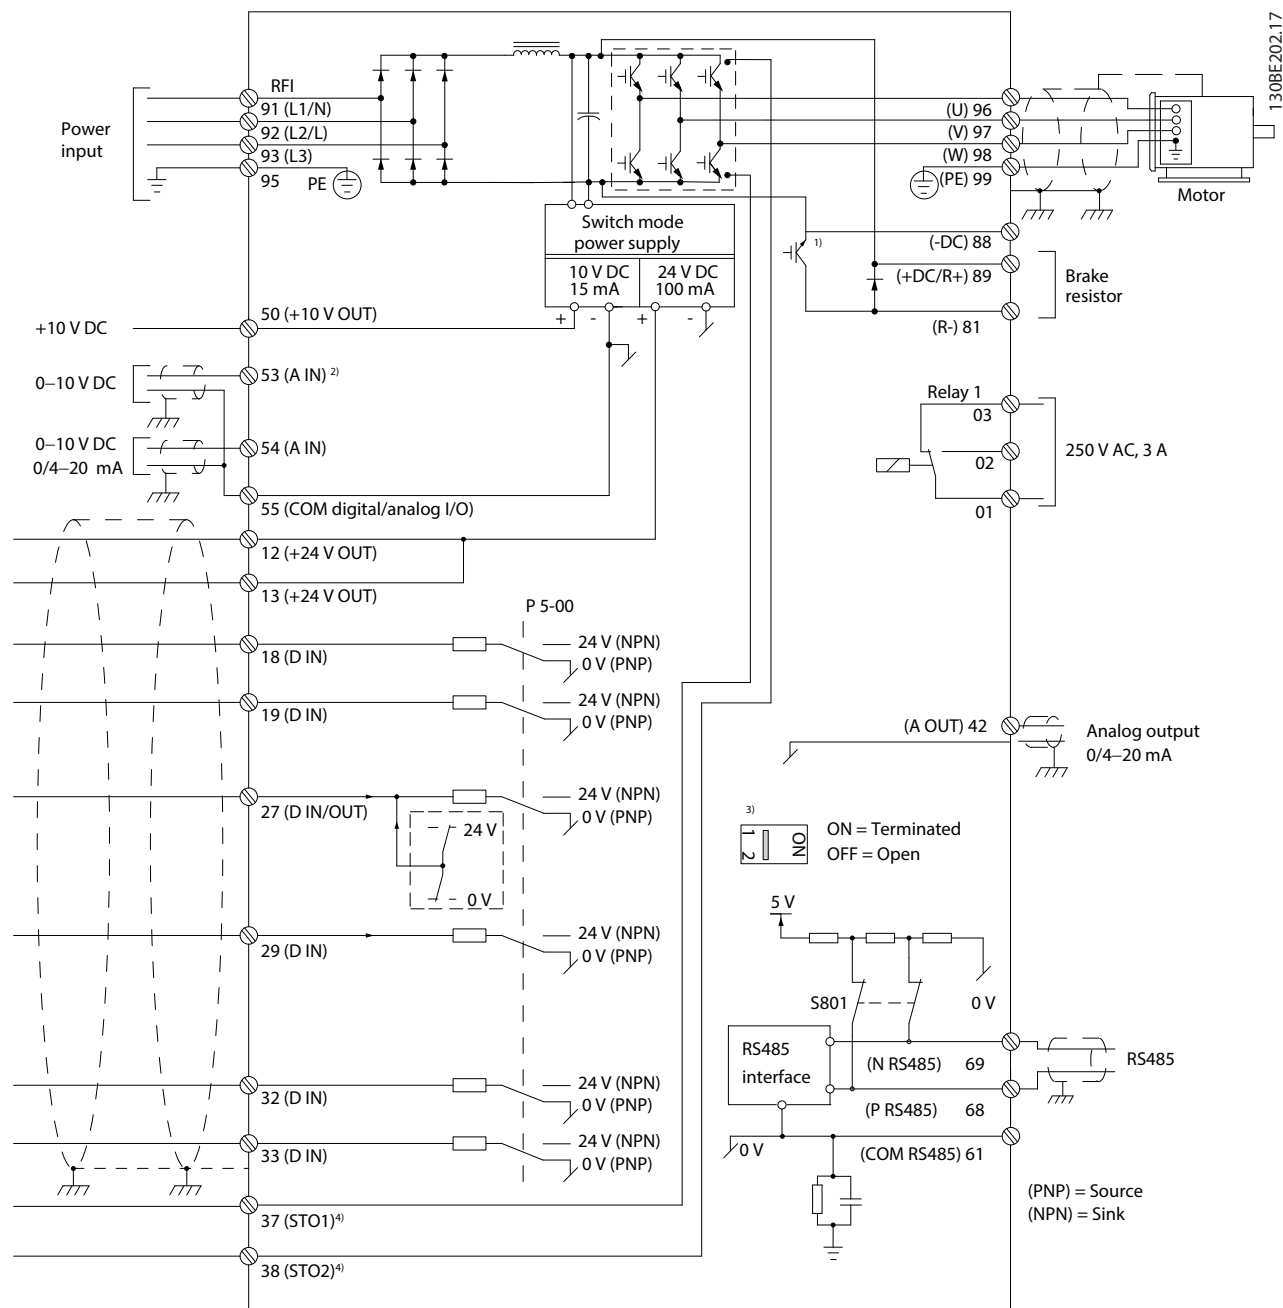 130BE202.17
Power
input
RFI
91 (L1/N)
92 (L2/L)
93 (L3)
95
PE
(U) 96
(V) 97
(W) 98
(PE) 99
Motor
Switch mode
power supply
10 V DC
15 mA
24 V DC
100 mA
+
-
+
-
1)
(-DC) 88
(+DC/R+) 89
(R-) 81
Brake
resistor
+10 V DC
50 (+10 V OUT)
0–10 V DC
53 (A IN) 2)
0–10 V DC
0/4–20 mA
54 (A IN)
55 (COM digital/analog I/O)
12 (+24 V OUT)
13 (+24 V OUT)
Relay 1
03
02
01
250 V AC, 3 A
P 5-00
18 (D IN)
24 V (NPN)
0 V (PNP)
19 (D IN)
24 V (NPN)
0 V (PNP)
27 (D IN/OUT)
24 V (NPN)
0 V (PNP)
24 V
0 V
29 (D IN)
24 V (NPN)
0 V (PNP)
32 (D IN)
24 V (NPN)
0 V (PNP)
33 (D IN)
24 V (NPN)
0 V (PNP)
37 (STO1)4)
38 (STO2)4)
(A OUT) 42
Analog output
0/4–20 mA
3)
1 2
ON
ON = Terminated
OFF = Open
5 V
S801
0 V
RS485
interface
(N RS485) 69
(P RS485) 68
RS485
0 V
(COM RS485) 61
(PNP) = Source
(NPN) = Sink